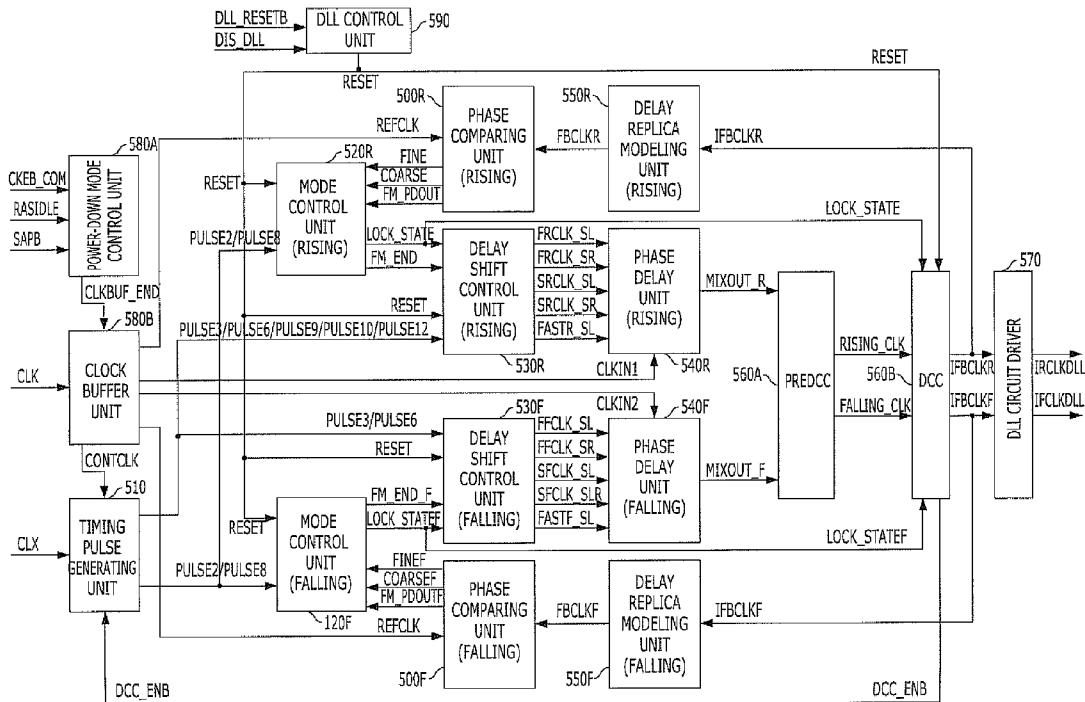 DLL_RESETB
DIS_DLL
DLL CONTROL
UNIT
590
RESET
RESET
500R
PHASE
COMPARING
UNIT
(RISING)
550R
DELAY
REPLICA
MODELING
UNIT
(RISING)
REFCLK
FBCLKR
IFBCLKR
580A
POWER-DOWN MODE
CONTROL UNIT
CKEB_COM
RASIDLE
SAPB
520R
RESET
MODE
CONTROL
UNIT
(RISING)
FINE
COARSE
FM_PDOUT
LOCK_STATE
PULSE2/PULSE8
LOCK_STATE
FM_END
DELAY
SHIFT
CONTROL
UNIT
(RISING)
FRCLK_SL
FRCLK_SR
SRCLK_SL
SRCLK_SR
FASTR_SL
PHASE
DELAY
UNIT
(RISING)
MIXOUT_R
570
CLKBUF_END
580B
RESET
PULSE3/PULSE6/PULSE9/PULSE10/PULSE12
530R
CLKIN1
540R
CLK
CLOCK
BUFFER
UNIT
CLKIN2
560A
PREDCC
RISING_CLK
560B
FALLING_CLK
DCC
IFBCLKR
IFBCLKF
DLL CIRCUIT DRIVER
IRCLKDLL
IFCLKDLL
530F
540F
PULSE3/PULSE6
RESET
DELAY
SHIFT
CONTROL
UNIT
(FALLING)
FFCLK_SL
FFCLK_SR
SFCLK_SL
SFCLK_SLR
FASTF_SL
PHASE
DELAY
UNIT
(FALLING)
MIXOUT_F
CONTCLK
510
CLX
TIMING
PULSE
GENERATING
UNIT
RESET
MODE
CONTROL
UNIT
(FALLING)
FM_END_F
LOCK_STATEF
LOCK_STATEF
PULSE2/PULSE8
FINEF
COARSEF
FM_PDOUTF
120F
REFCLK
PHASE
COMPARING
UNIT
(FALLING)
500F
FBCLKF
DELAY
REPLICA
MODELING
UNIT
(FALLING)
550F
IFBCLKF
DCC_ENB
DCC_ENB